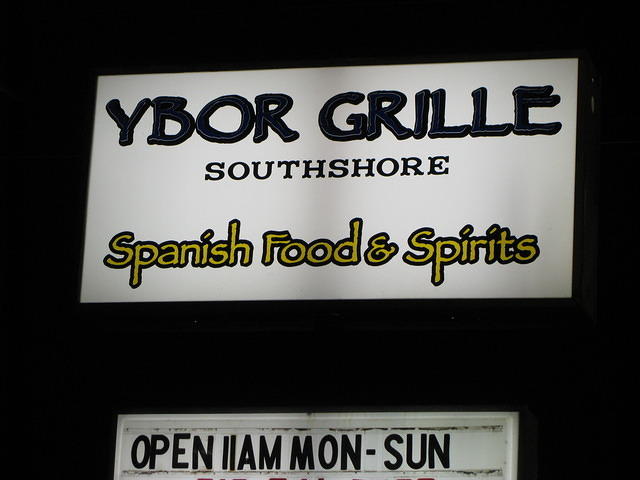 YBOR GRILLE
SOUTHSHORE
Spanish Food & Spirits
OPEN 11AM MON-SUN